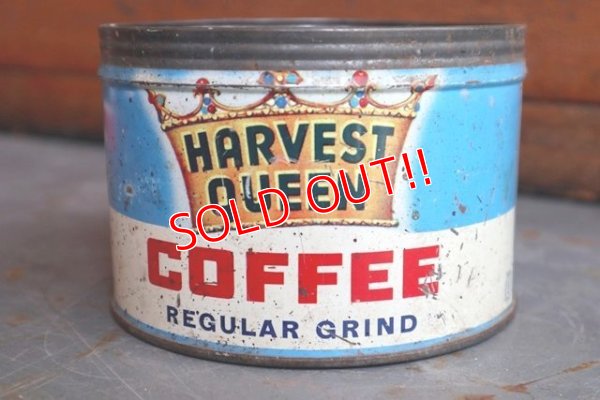 HARVEST
QUEEN
SOLD OUT!!
COFFEE
REGULAR GRIND